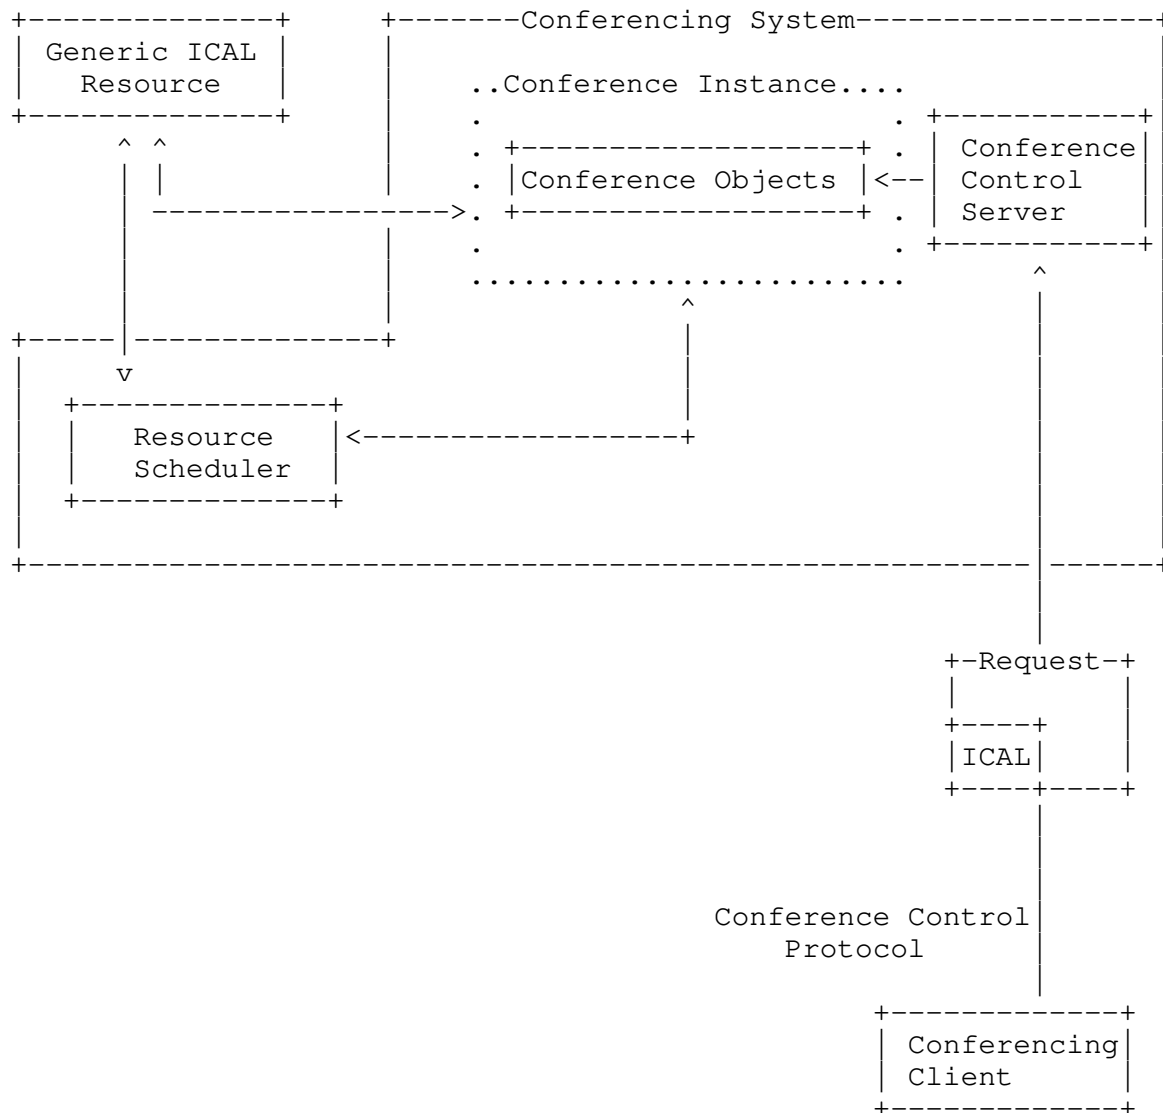 Conferencing System
Generic ICAL
Resource
Conference Instance
Conference Objects
Conference
Control
Server
Resource
Scheduler
Request
ICAL
Conference Control
Protocol
Conferencing
Client